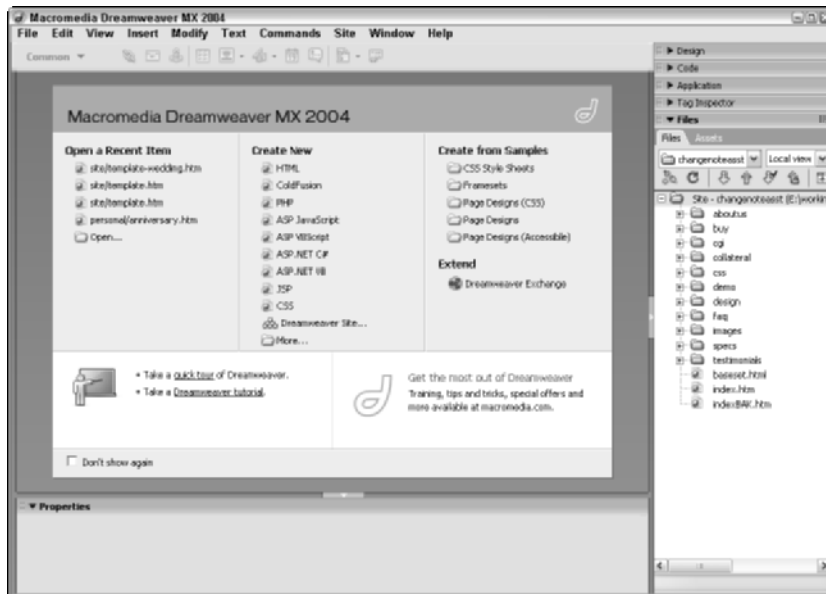 Macromedia Dreamweaver MX 2004
File Edit View Insert Modify Text Commands Site Window Help
Common
Macromedia Dreamweaver MX 2004
Open a Recent Item
site/template-wedding.htm
site/template.htm
site/template.htm
personal/anniversary.htm
Open...
Create New
HTML
ColdFusion
PHP
ASP JavaScript
ASP VBScript
ASP.NET C#
ASP.NET VB
JSP
CSS
Dreamweaver Site...
More...
Create from Samples
CSS Style Sheets
Framesets
Page Designs (CSS)
Page Designs
Page Designs (Accessible)
Extend
Dreamweaver Exchange
• Take a quick tour of Dreamweaver.
• Take a Dreamweaver tutorial.
Get the most out of Dreamweaver
Training, tips and tricks, special offers and
more available at macromedia.com.
Don't show again
Properties
Design
Code
Application
Tag Inspector
Files
Files Assets
changenoteasst Local view
Site - changenoteasst (E:\workin
aboutus
buy
cgi
collateral
css
demo
design
faq
images
specs
testimonials
baseset.html
index.htm
indexBAK.htm